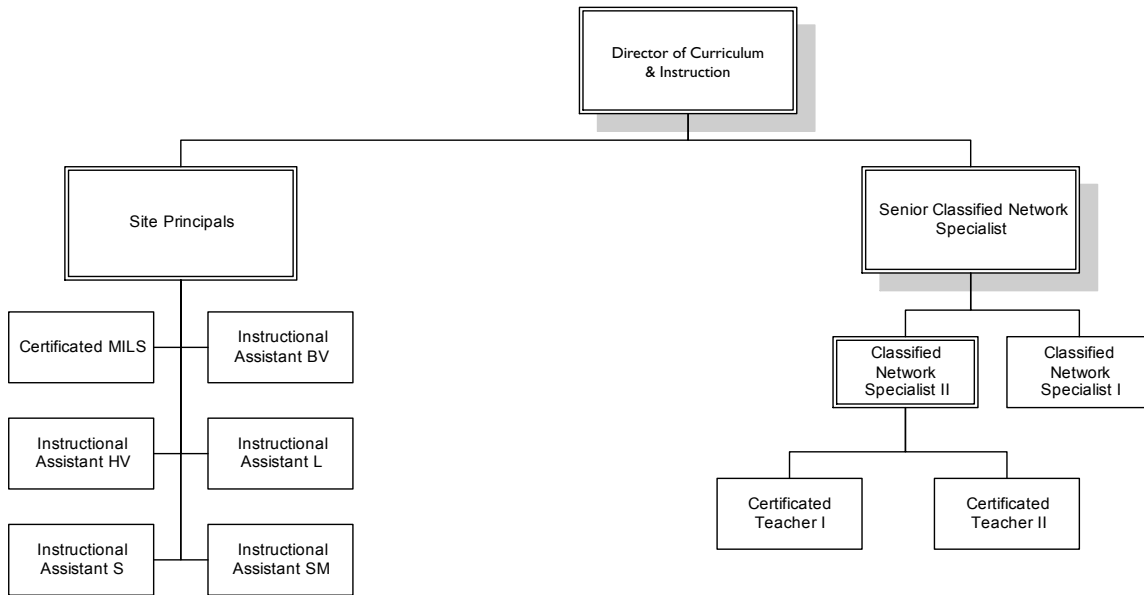 Director of Curriculum
& Instruction
Site Principals
Senior Classified Network
Specialist
Certificated MILS
Instructional
Assistant BV
Instructional
Assistant HV
Instructional
Assistant L
Instructional
Assistant S
Instructional
Assistant SM
Classified
Network
Specialist II
Classified
Network
Specialist I
Certificated
Teacher I
Certificated
Teacher II